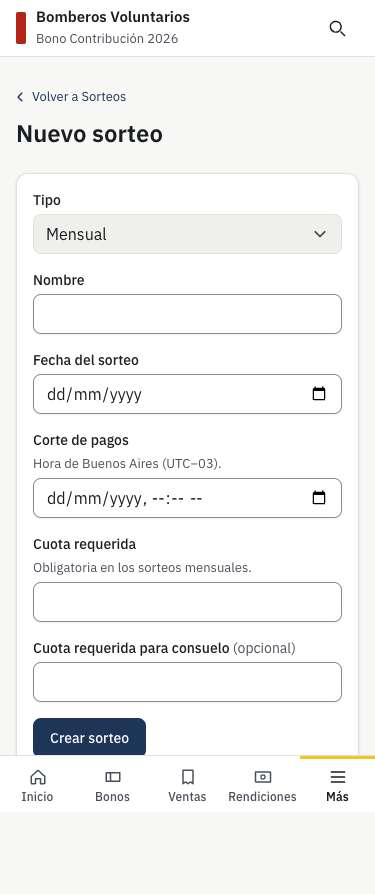 Bomberos Voluntarios
Bono Contribución 2026
Volver a Sorteos
Nuevo sorteo
Tipo
Mensual
Nombre
Fecha del sorteo
dd/mm/yyyy
Corte de pagos
Hora de Buenos Aires (UTC−03).
dd/mm/yyyy, --:-- --
Cuota requerida
Obligatoria en los sorteos mensuales.
Cuota requerida para consuelo (opcional)
Crear sorteo
Inicio
Bonos
Ventas
Rendiciones
Más